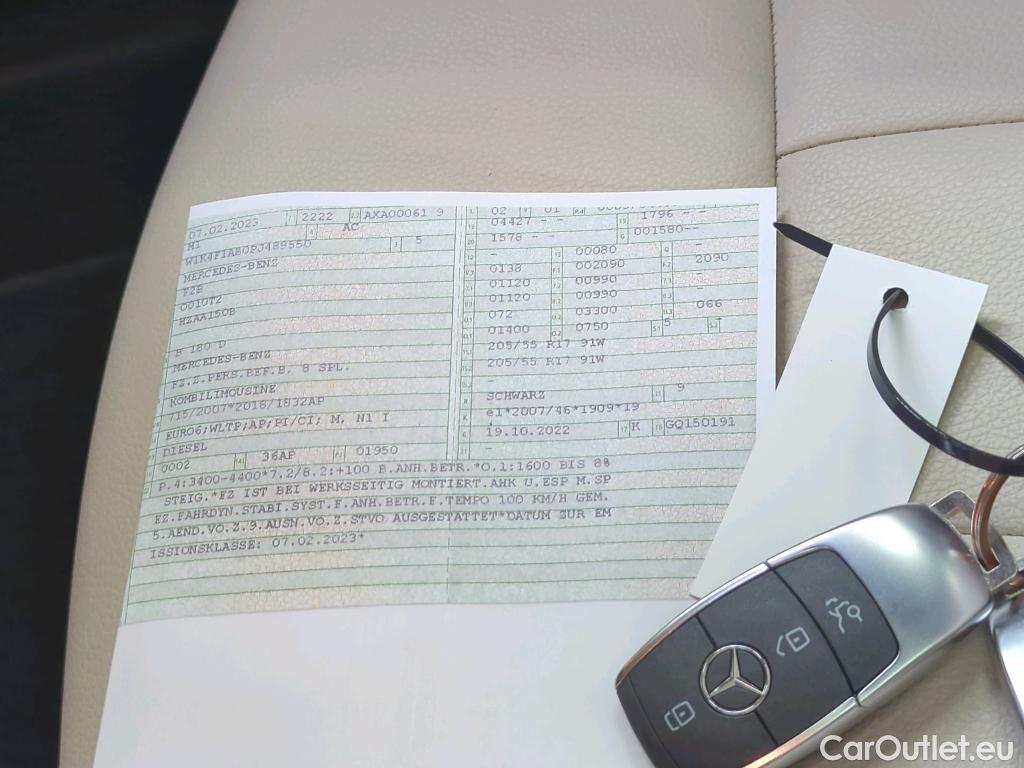 07.02.2023 2222 AXA00061 9
M1 AC
W1K4F1AB0PJ489550 5
MERCEDES-BENZ
F2B
001OT2
HZAA150B
B 180 D
MERCEDES-BENZ
FZ.Z.PERS.BEF.B. 8 SPL.
KOMBILIMOUSINE
715/2007*2018/1832AP
EURO6;WLTP;AP;PI/CI; M, N1 I
DIESEL
0002 36AP 01950
02 01
04427 - - 1796 - -
1578 - - 001580--
- 00080 -
0138 002090 2090
01120 00990 -
01120 00990 -
072 03300 066
01400 0750 5 -
205/55 R17 91W
205/55 R17 91W
-
SCHWARZ 9
e1*2007/46*1909*19
19.10.2022 K GQ150191
-
P.4:3400-4400*7.2/8.2:+100 B.ANH.BETR.*O.1:1600 BIS 8%
STEIG.*FZ IST BEI WERKSSEITIG MONTIERT.AHK U.ESP M.SP
EZ.FAHRDYN.STABI.SYST.F.ANH.BETR.F.TEMPO 100 KM/H GEM.
5.AEND.VO.Z.9.AUSN.VO.Z.STVO AUSGESTATTET*DATUM ZUR EM
ISSIONSKLASSE: 07.02.2023*
CarOutlet.eu